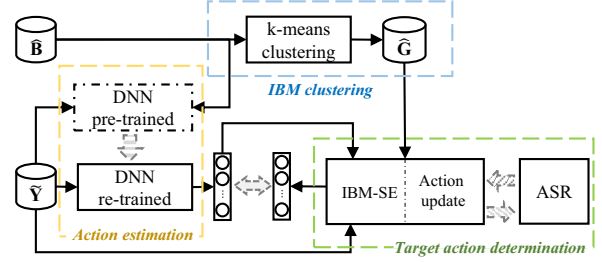 B̂
k-means
clustering
Ĝ
IBM clustering
DNN
pre-trained
Ŷ
DNN
re-trained
IBM-SE
Action
update
ASR
Action estimation
Target action determination